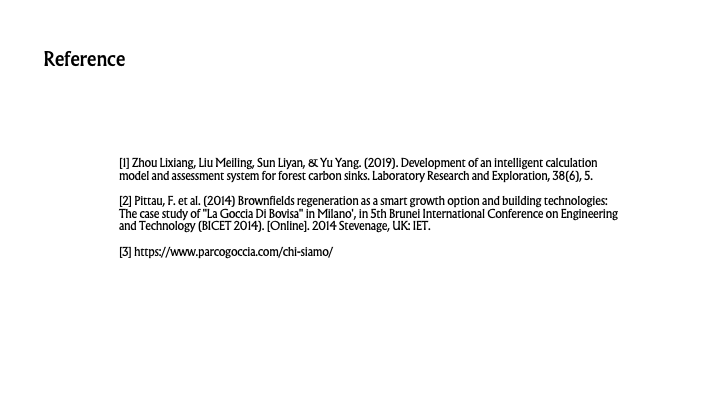 Reference
[1] Zhou Lixiang, Liu Meiling, Sun Liyan, & Yu Yang. (2019). Development of an intelligent calculation
model and assessment system for forest carbon sinks. Laboratory Research and Exploration, 38(6), 5.
[2] Pittau, F. et al. (2014) Brownfields regeneration as a smart growth option and building technologies:
The case study of "La Goccia Di Bovisa" in Milano', in 5th Brunei International Conference on Engineering
and Technology (BICET 2014). [Online]. 2014 Stevenage, UK: IET.
[3] https://www.parcogoccia.com/chi-siamo/